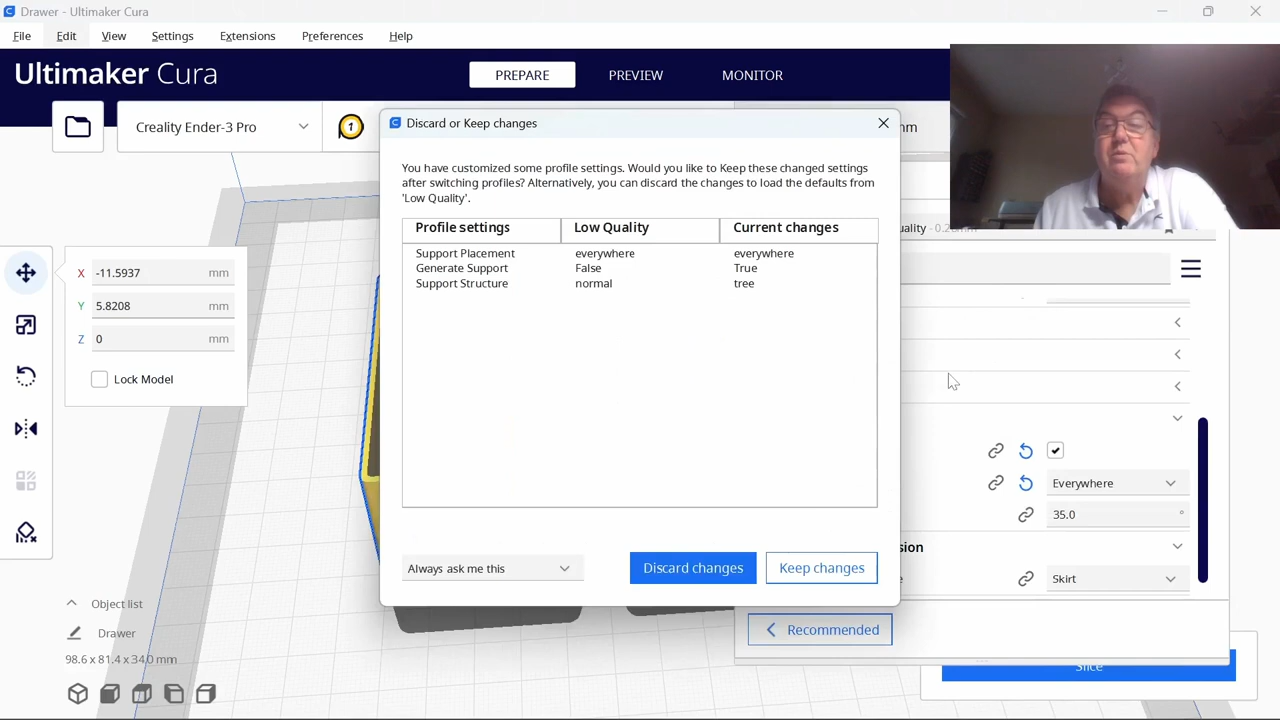 Drawer - Ultimaker Cura
File Edit View Settings Extensions Preferences Help
Ultimaker Cura
PREPARE PREVIEW MONITOR
Creality Ender-3 Pro
1
mm
Discard or Keep changes
You have customized some profile settings. Would you like to Keep these changed settings
after switching profiles? Alternatively, you can discard the changes to load the defaults from
'Low Quality'.
Profile settings Low Quality Current changes
Support Placement everywhere everywhere
Generate Support False True
Support Structure normal tree
Always ask me this
Discard changes
Keep changes
X -11.5937 mm
Y 5.8208 mm
Z 0 mm
Lock Model
Everywhere
35.0 °
Skirt
Recommended
Slice
Object list
Drawer
98.6 x 81.4 x 34.0 mm